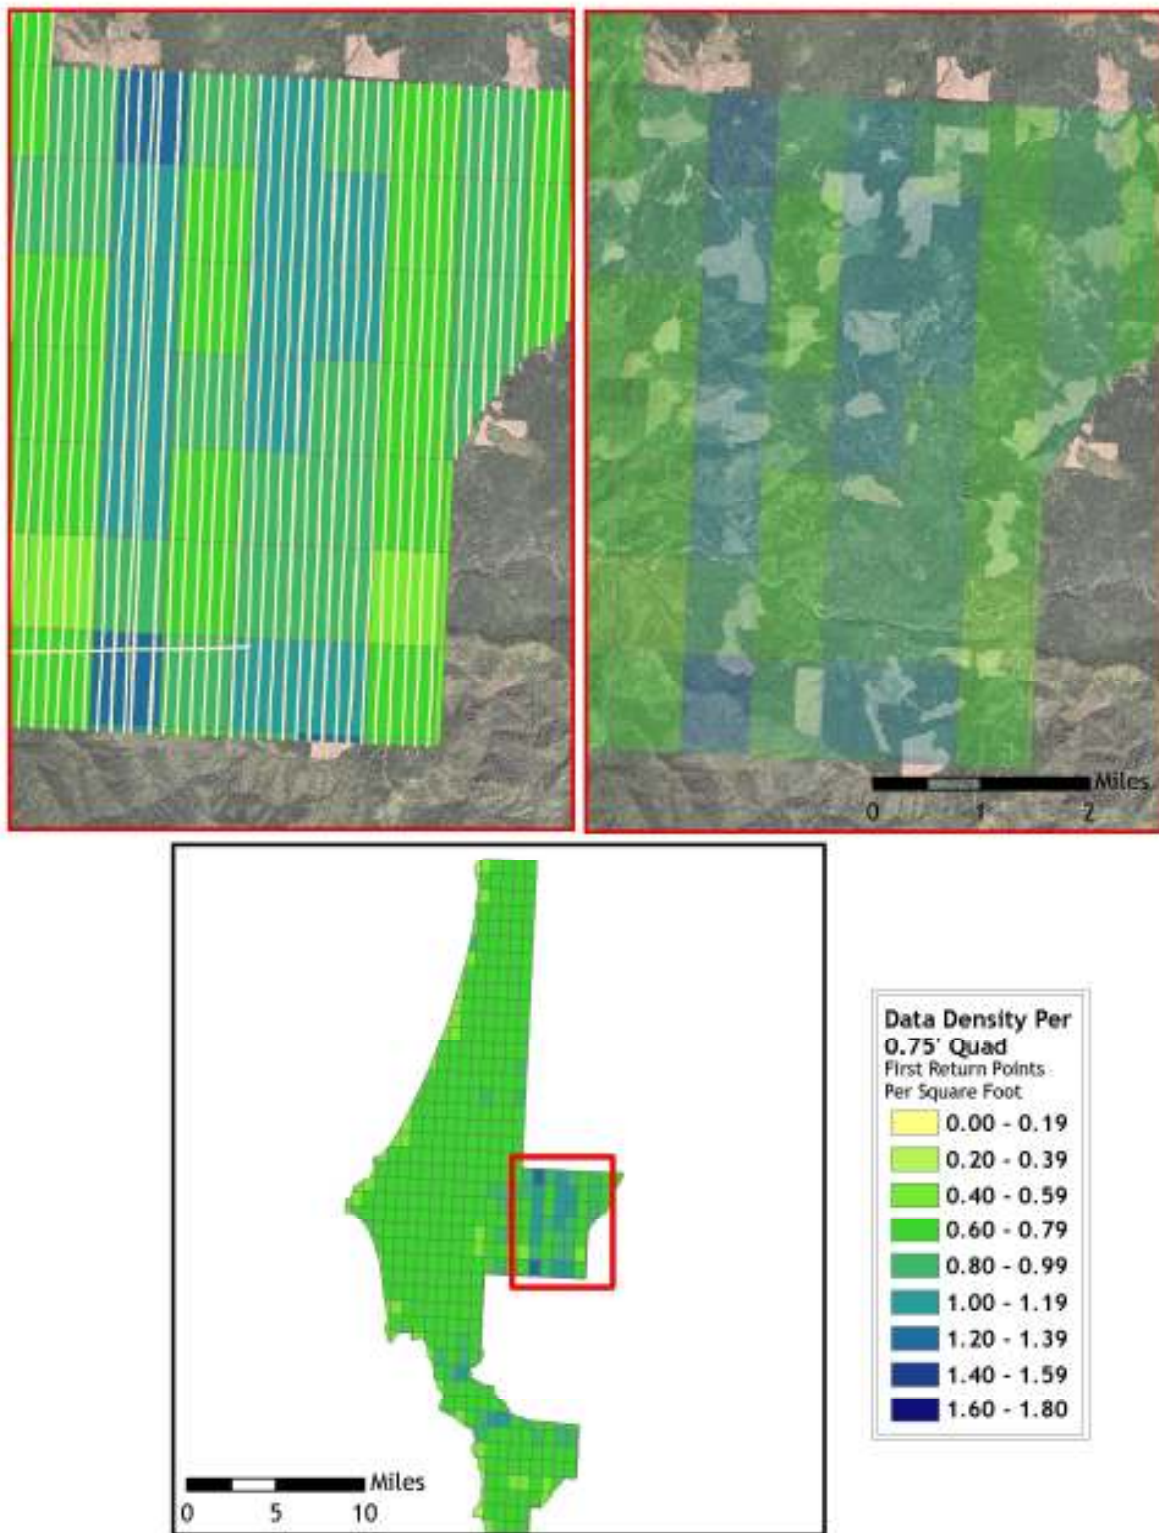 Miles
0 1 2
Data Density Per
0.75' Quad
First Return Points
Per Square Foot
0.00 - 0.19
0.20 - 0.39
0.40 - 0.59
0.60 - 0.79
0.80 - 0.99
1.00 - 1.19
1.20 - 1.39
1.40 - 1.59
1.60 - 1.80
Miles
0 5 10